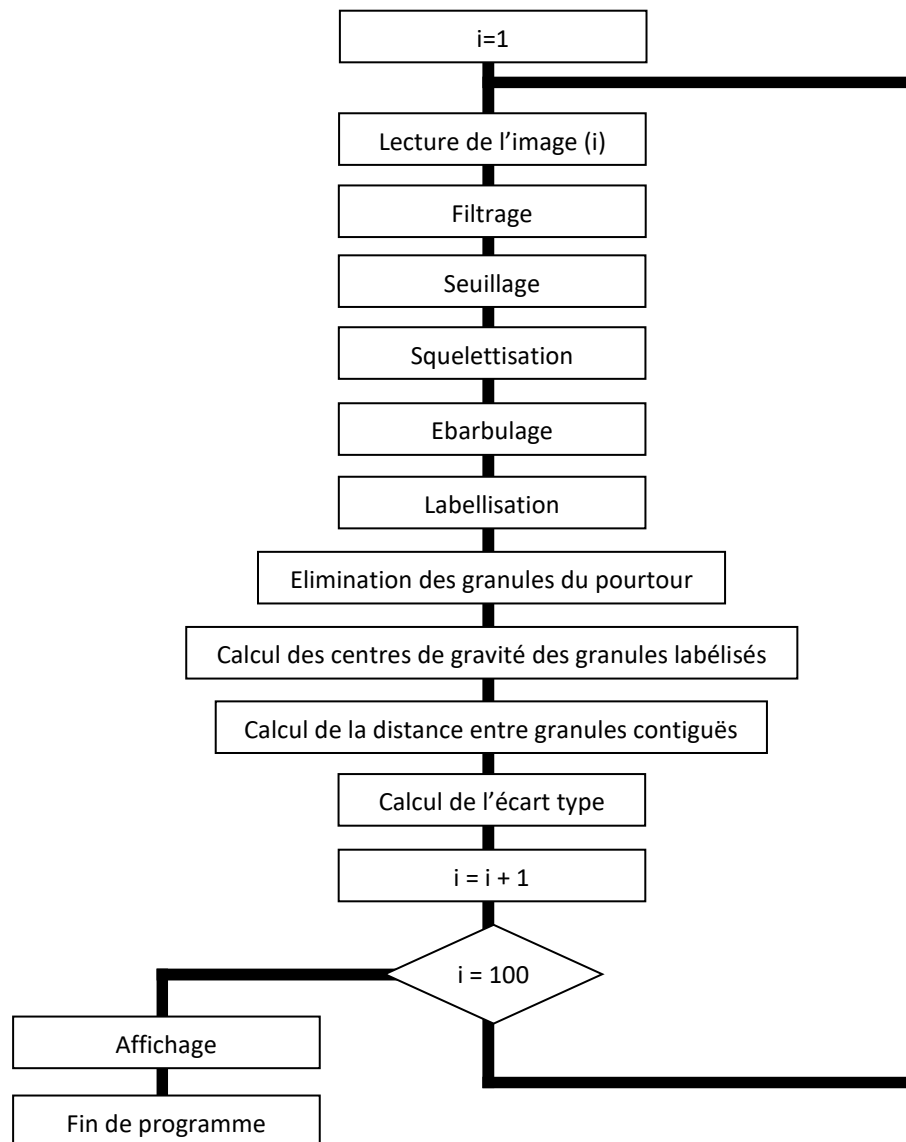 i=1
Lecture de l’image (i)
Filtrage
Seuillage
Squelettisation
Ebarbulage
Labellisation
Elimination des granules du pourtour
Calcul des centres de gravité des granules labélisés
Calcul de la distance entre granules contiguës
Calcul de l’écart type
i = i + 1
i = 100
Affichage
Fin de programme